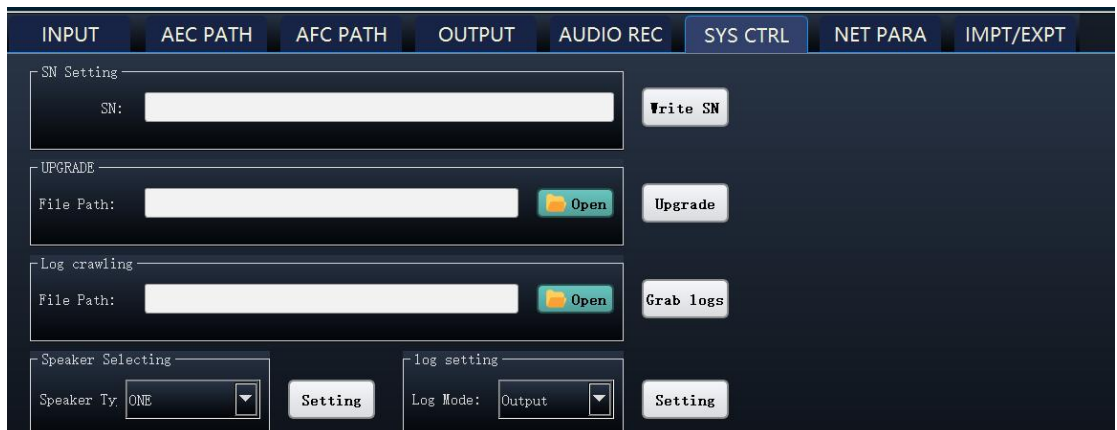 INPUT AEC PATH AFC PATH OUTPUT AUDIO REC SYS CTRL NET PARA IMPT/EXPT
SN Setting
SN: Write SN
UPGRADE
File Path: Open Upgrade
Log crawling
File Path: Open Grab logs
Speaker Selecting log setting
Speaker Ty. ONE Setting Log Mode: Output Setting